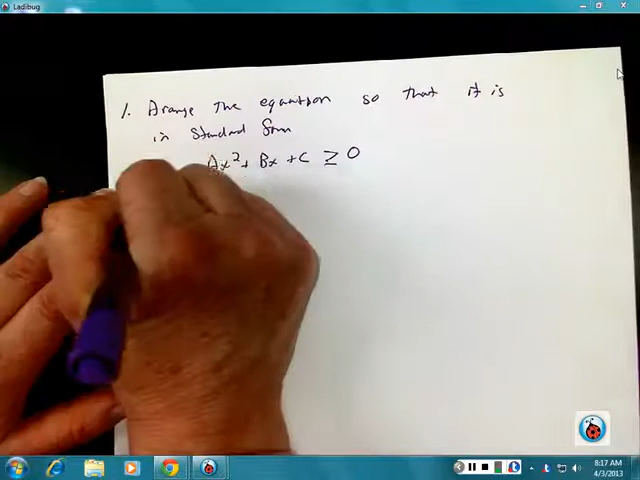 Ladibug
1. Arange the equation so that it is
in Standard form
Ax² + Bx + C ≥ 0
8:17 AM
4/3/2013